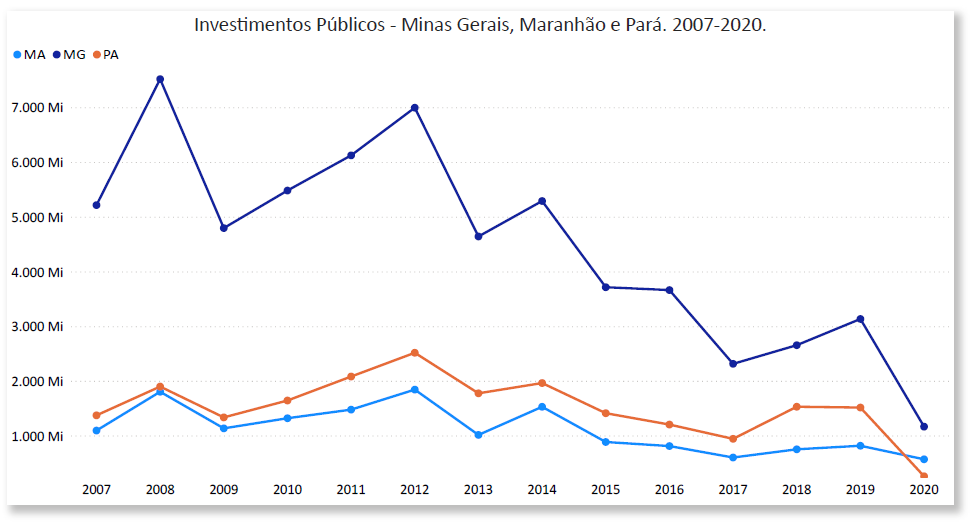 Investimentos Públicos - Minas Gerais, Maranhão e Pará. 2007-2020.
MA MG PA
7.000 Mi
6.000 Mi
5.000 Mi
4.000 Mi
3.000 Mi
2.000 Mi
1.000 Mi
2007 2008 2009 2010 2011 2012 2013 2014 2015 2016 2017 2018 2019 2020